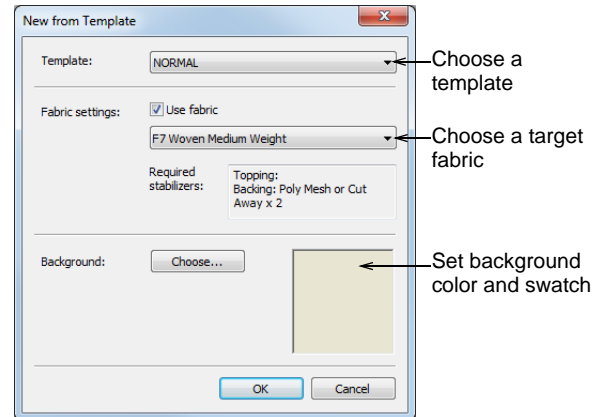 New from Template
Template:
NORMAL
Choose a
template
Fabric settings:
Use fabric
F7 Woven Medium Weight
Choose a target
fabric
Required
stabilizers:
Topping:
Backing: Poly Mesh or Cut
Away x 2
Background:
Choose...
Set background
color and swatch
OK
Cancel